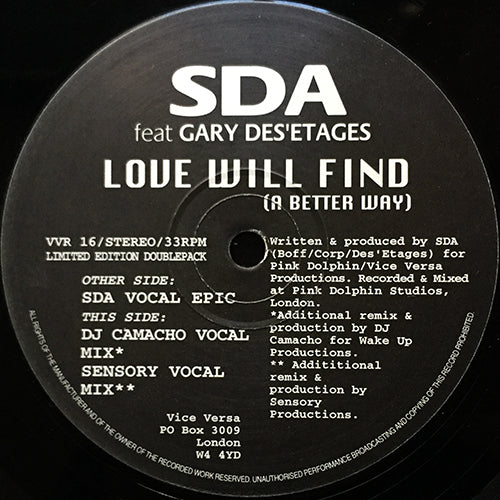 SDA
feat GARY DES'ETAGES
LOVE WILL FIND
(A BETTER WAY)
VVR 16/STEREO/33RPM
LIMITED EDITION DOUBLEPACK
OTHER SIDE:
SDA VOCAL EPIC
THIS SIDE:
DJ CAMACHO VOCAL
MIX*
SENSORY VOCAL
MIX**
Written & produced by SDA
(Boff/Corp/Des'Etages) for
Pink Dolphin/Vice Versa
Productions. Recorded & Mixed
at Pink Dolphin Studios,
London.
*Additional remix &
production by DJ
Camacho for Wake Up
Productions.
** Addititional
remix &
production by
Sensory
Productions.
Vice Versa
PO Box 3009
London
W4 4YD
ALL RIGHTS OF THE MANUFACTURER AND OF THE OWNER OF THE RECORDED WORK RESERVED. UNAUTHORISED PERFORMANCE BROADCASTING AND COPYING OF THIS RECORD PROHIBITED.